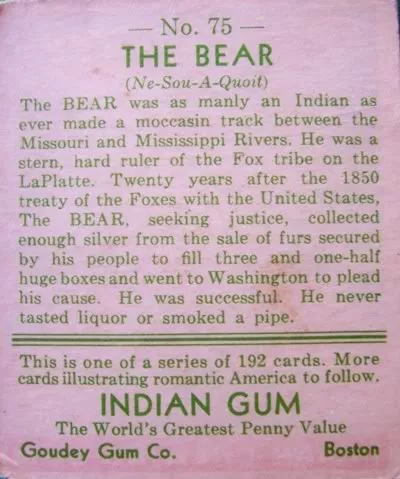 — No. 75 —
THE BEAR
(Ne-Sou-A-Quoit)
The BEAR was as manly an Indian as
ever made a moccasin track between the
Missouri and Mississippi Rivers. He was a
stern, hard ruler of the Fox tribe on the
LaPlatte. Twenty years after the 1850
treaty of the Foxes with the United States,
The BEAR, seeking justice, collected
enough silver from the sale of furs secured
by his people to fill three and one-half
huge boxes and went to Washington to plead
his cause. He was successful. He never
tasted liquor or smoked a pipe.
This is one of a series of 192 cards. More
cards illustrating romantic America to follow.
INDIAN GUM
The World's Greatest Penny Value
Goudey Gum Co. Boston